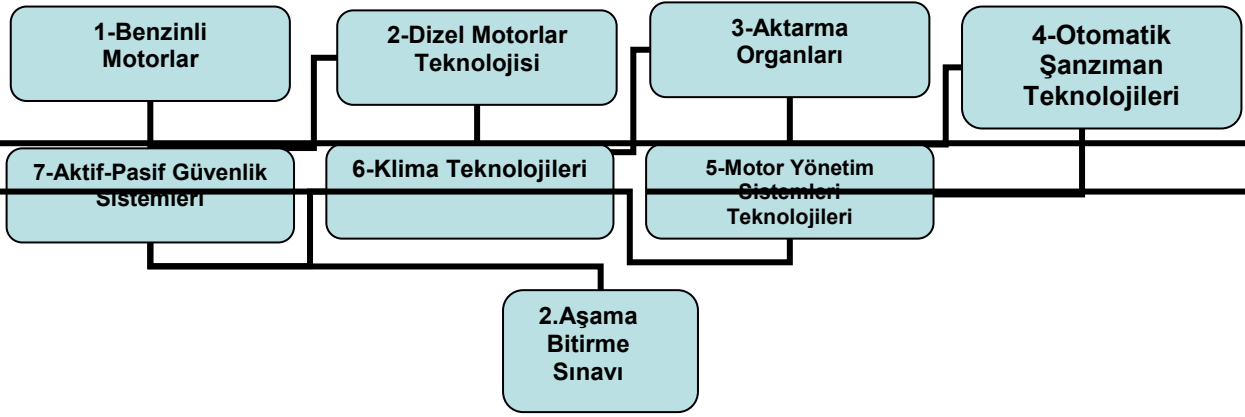 1-Benzinli
Motorlar
2-Dizel Motorlar
Teknolojisi
3-Aktarma
Organları
4-Otomatik
Şanzıman
Teknolojileri
7-Aktif-Pasif Güvenlik
Sistemleri
6-Klima Teknolojileri
5-Motor Yönetim
Sistemleri
Teknolojileri
2.Aşama
Bitirme
Sınavı